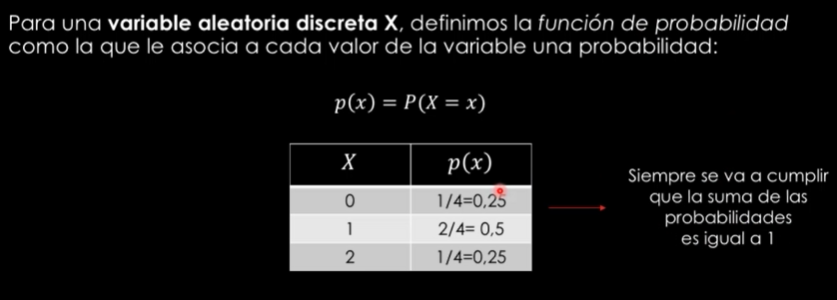 Para una variable aleatoria discreta X, definimos la función de probabilidad
como la que le asocia a cada valor de la variable una probabilidad:
p(x) = P(X = x)
X p(x)
0 1/4=0,25
1 2/4= 0,5
2 1/4=0,25
Siempre se va a cumplir
que la suma de las
probabilidades
es igual a 1